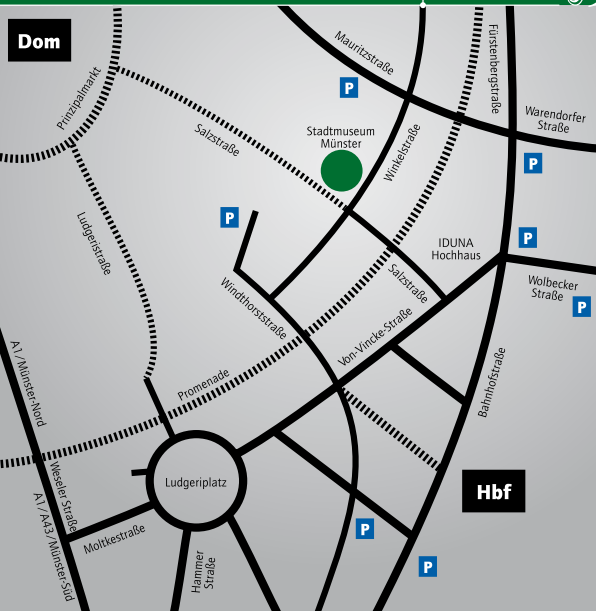 Dom
Prinzipalmarkt
Salzstraße
Ludgeristraße
Mauritzstraße
P
Stadtmuseum
Münster
Winkelstraße
Fürstenbergstraße
Warendorfer
Straße
P
P
P
IDUNA
Hochhaus
Wolbecker
Straße
P
Salzstraße
Windthorststraße
Von-Vincke-Straße
Bahnhofstraße
Promenade
A1/Münster-Nord
Weseler Straße
A1/A43/Münster-Süd
Ludgeriplatz
Moltkestraße
Hammer
Straße
Hbf
P
P